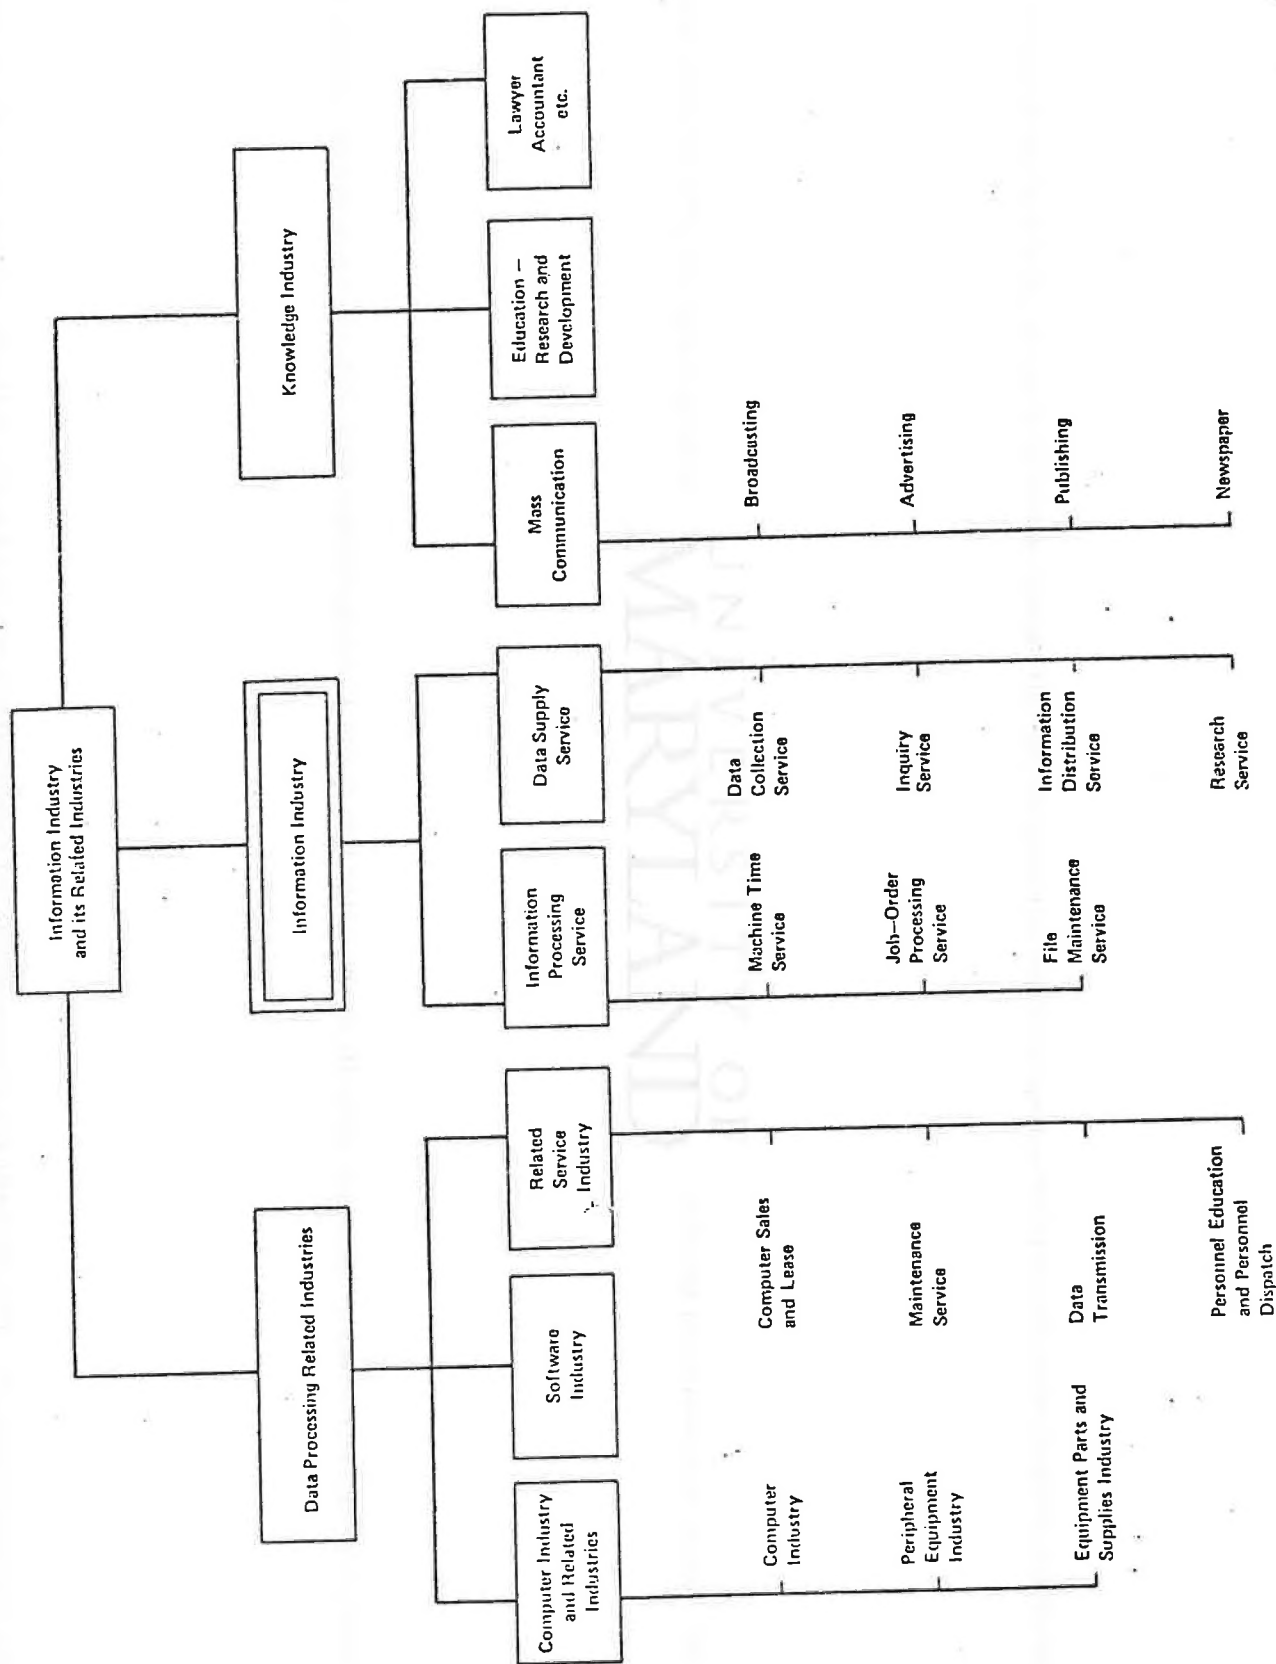 Information Industry
and its Related Industries
Data Processing Related Industries
Information Industry
Knowledge Industry
Computer Industry
and Related
Industries
Software
Industry
Related
Service
Industry
Information
Processing
Service
Data Supply
Service
Mass
Communication
Education —
Research and
Development
Lawyer
Accountant
etc.
Computer
Industry
Peripheral
Equipment
Industry
Equipment Parts and
Supplies Industry
Computer Sales
and Lease
Maintenance
Service
Data
Transmission
Personnel Education
and Personnel
Dispatch
Machine Time
Service
Job—Order
Processing
Service
File
Maintenance
Service
Data
Collection
Service
Inquiry
Service
Information
Distribution
Service
Research
Service
Broadcasting
Advertising
Publishing
Newspaper
UNIVERSITY OF
MARYLAND